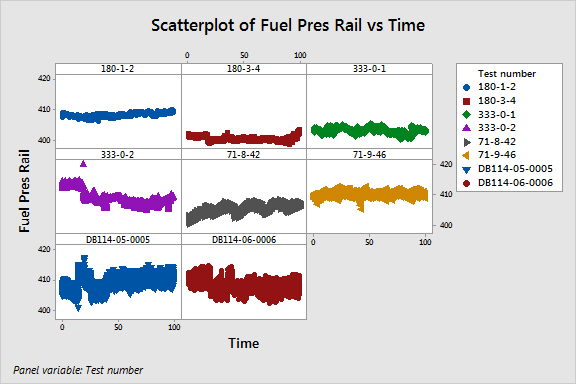 Scatterplot of Fuel Pres Rail vs Time
0 50 100
180-1-2 180-3-4 333-0-1
420
410
400
333-0-2 71-8-42 71-9-46
420
410
400
DB114-05-0005 DB114-06-0006
0 50 100
420
410
400
0 50 100
Fuel Pres Rail
Time
Test number
180-1-2
180-3-4
333-0-1
333-0-2
71-8-42
71-9-46
DB114-05-0005
DB114-06-0006
Panel variable: Test number